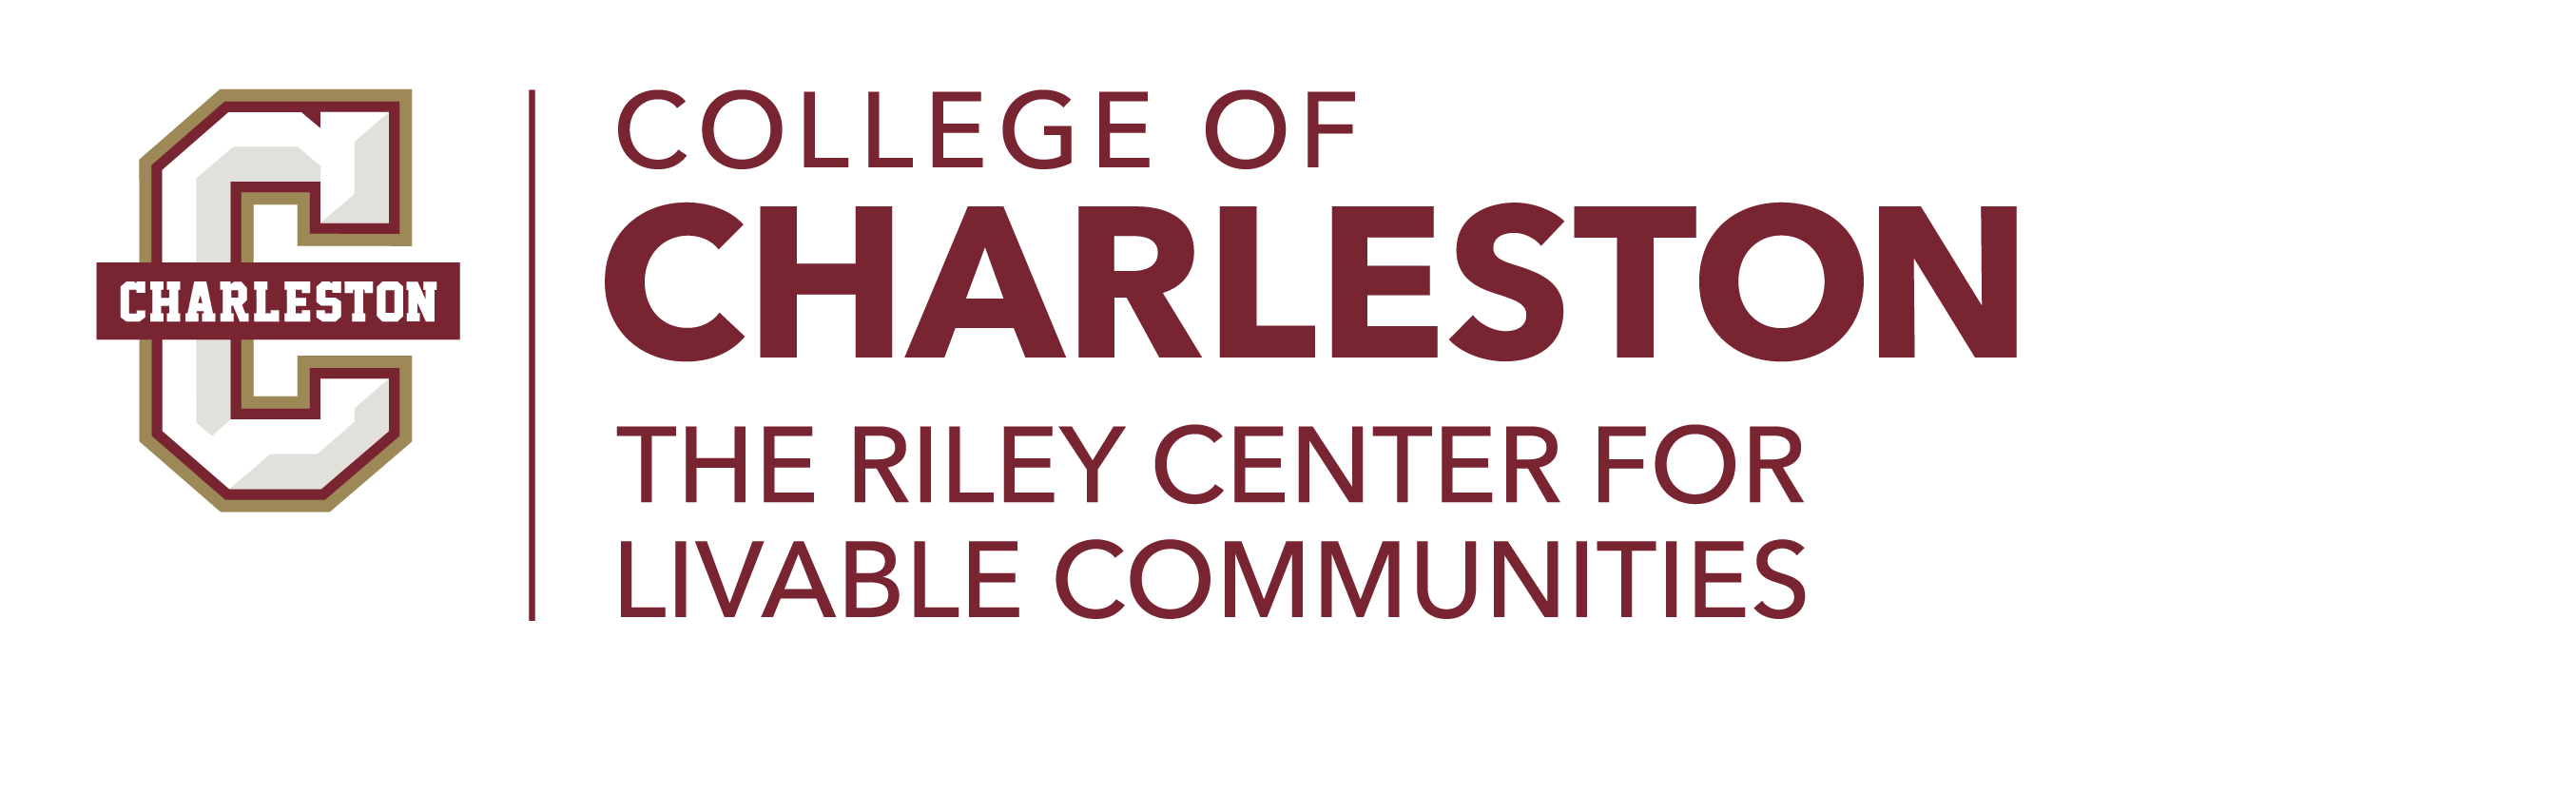 CHARLESTON
COLLEGE OF
CHARLESTON
THE RILEY CENTER FOR
LIVABLE COMMUNITIES